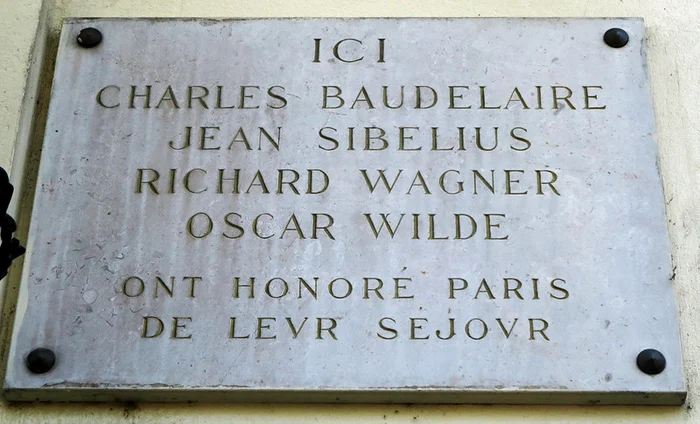 ICI
CHARLES BAUDELAIRE
JEAN SIBELIUS
RICHARD WAGNER
OSCAR WILDE
ONT HONORÉ PARIS
DE LEVR SEJOVR